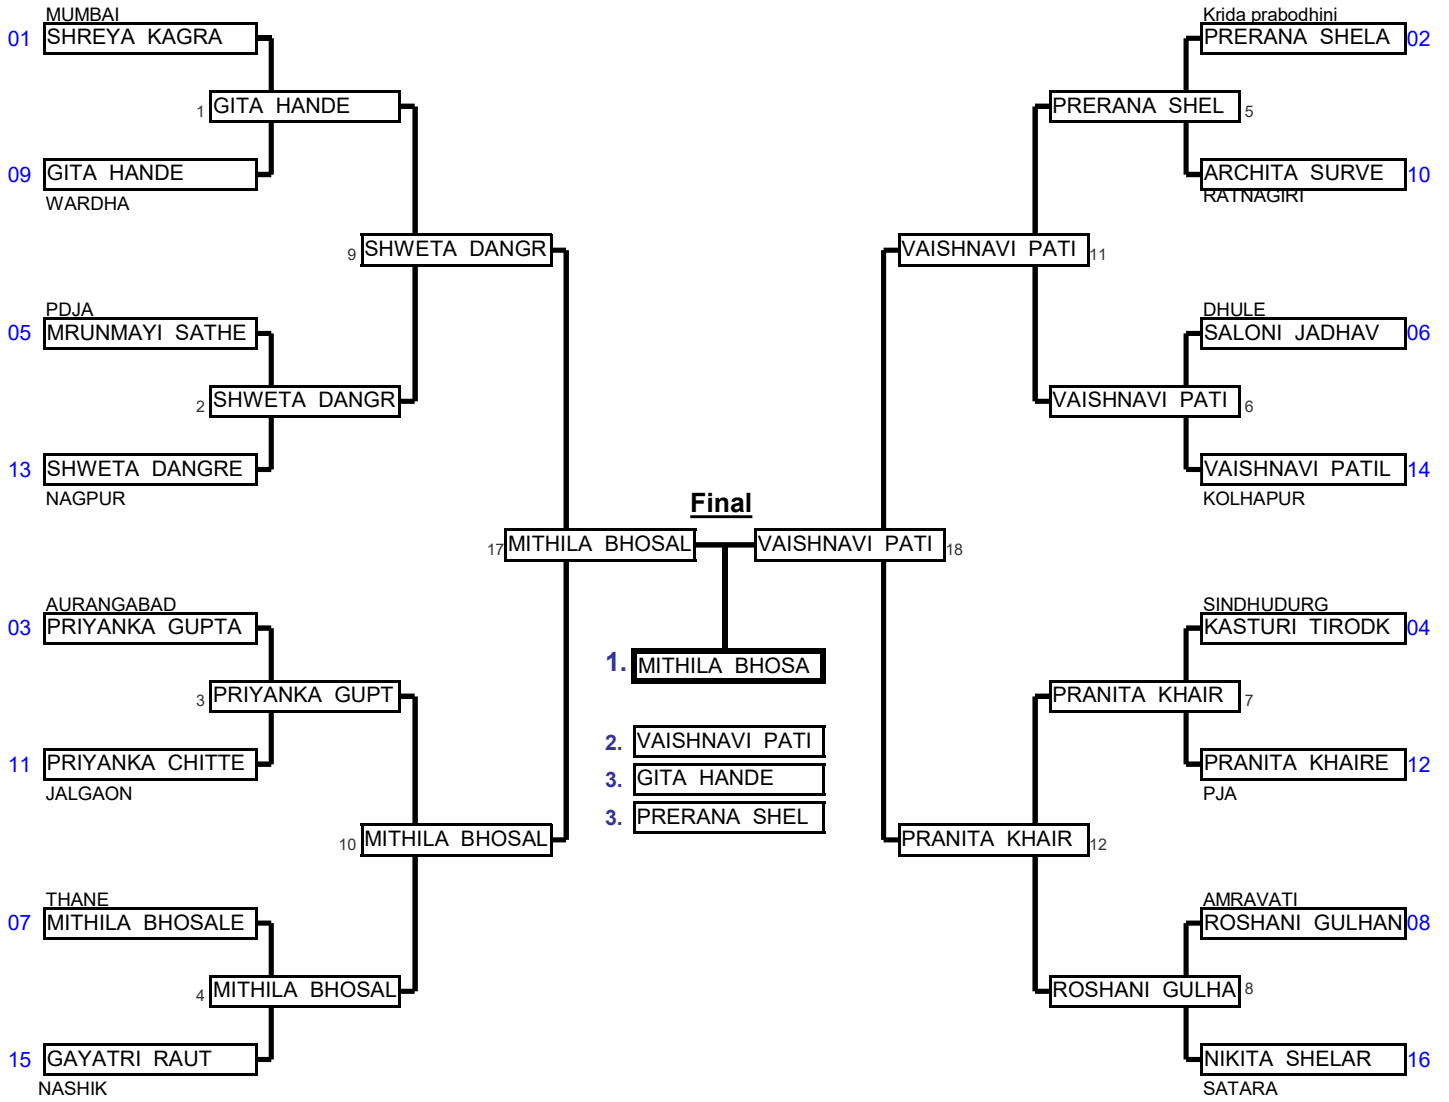 MUMBAI
01 SHREYA KAGRA
1 GITA HANDE
09 GITA HANDE
WARDHA
9 SHWETA DANGR
PDJA
05 MRUNMAYI SATHE
2 SHWETA DANGR
13 SHWETA DANGRE
NAGPUR
17 MITHILA BHOSAL
AURANGABAD
03 PRIYANKA GUPTA
3 PRIYANKA GUPT
11 PRIYANKA CHITTE
JALGAON
10 MITHILA BHOSAL
THANE
07 MITHILA BHOSALE
4 MITHILA BHOSAL
15 GAYATRI RAUT
NASHIK
Final
1. MITHILA BHOSA
2. VAISHNAVI PATI
3. GITA HANDE
3. PRERANA SHEL
Krida prabodhini
PRERANA SHELA 02
PRERANA SHEL 5
ARCHITA SURVE 10
RATNAGIRI
VAISHNAVI PATI 11
DHULE
SALONI JADHAV 06
VAISHNAVI PATI 6
VAISHNAVI PATIL 14
KOLHAPUR
VAISHNAVI PATI 18
SINDHUDURG
KASTURI TIRODK 04
PRANITA KHAIR 7
PRANITA KHAIRE 12
PJA
PRANITA KHAIR 12
AMRAVATI
ROSHANI GULHAN 08
ROSHANI GULHA 8
NIKITA SHELAR 16
SATARA